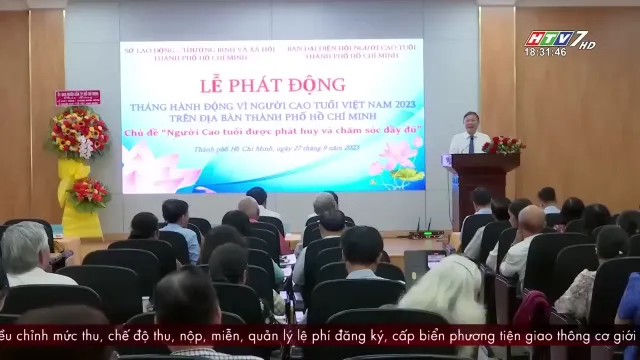 HTV7 HD
18:31:46
SỞ LAO ĐỘNG - THƯƠNG BINH VÀ XÃ HỘI
THÀNH PHỐ HỒ CHÍ MINH
BAN ĐẠI DIỆN HỘI NGƯỜI CAO TUỔI
THÀNH PHỐ HỒ CHÍ MINH
LỄ PHÁT ĐỘNG
THÁNG HÀNH ĐỘNG VÌ NGƯỜI CAO TUỔI VIỆT NAM 2023
TRÊN ĐỊA BÀN THÀNH PHỐ HỒ CHÍ MINH
Chủ đề “Người Cao tuổi được phát huy và chăm sóc đầy đủ”
Thành phố Hồ Chí Minh, ngày 27 tháng 9 năm 2023
ều chỉnh mức thu, chế độ thu, nộp, miễn, quản lý lệ phí đăng ký, cấp biển phương tiện giao thông cơ giới